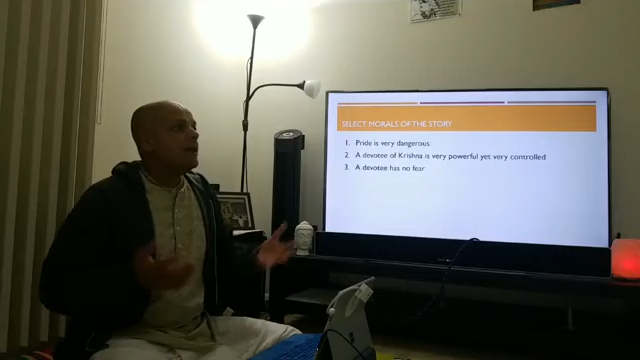 SELECT MORALS OF THE STORY
1. Pride is very dangerous.
2. A devotee of Krishna is very powerful yet very controlled
3. A devotee has no fear